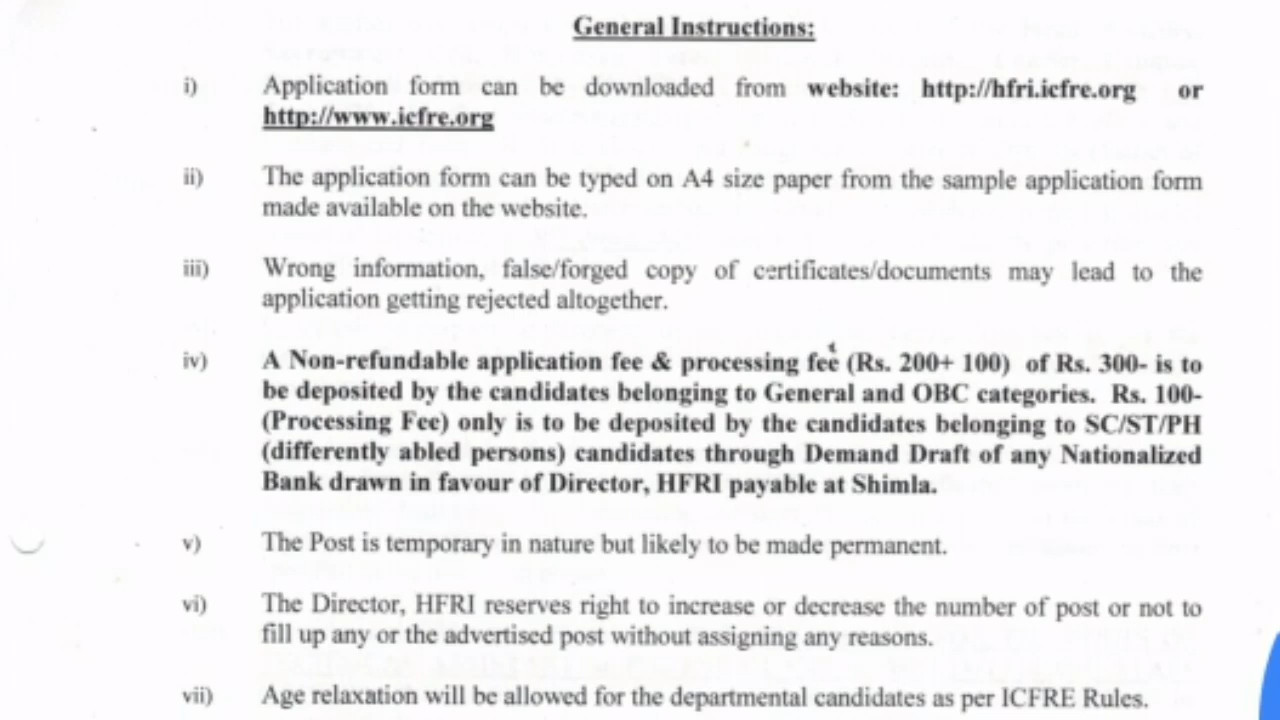 General Instructions:
i) Application form can be downloaded from website: http://hfri.icfre.org or
http://www.icfre.org
ii) The application form can be typed on A4 size paper from the sample application form
made available on the website.
iii) Wrong information, false/forged copy of certificates/documents may lead to the
application getting rejected altogether.
iv) A Non-refundable application fee & processing fee (Rs. 200+ 100) of Rs. 300- is to
be deposited by the candidates belonging to General and OBC categories. Rs. 100-
(Processing Fee) only is to be deposited by the candidates belonging to SC/ST/PH
(differently abled persons) candidates through Demand Draft of any Nationalized
Bank drawn in favour of Director, HFRI payable at Shimla.
v) The Post is temporary in nature but likely to be made permanent.
vi) The Director, HFRI reserves right to increase or decrease the number of post or not to
fill up any or the advertised post without assigning any reasons.
vii) Age relaxation will be allowed for the departmental candidates as per ICFRE Rules.